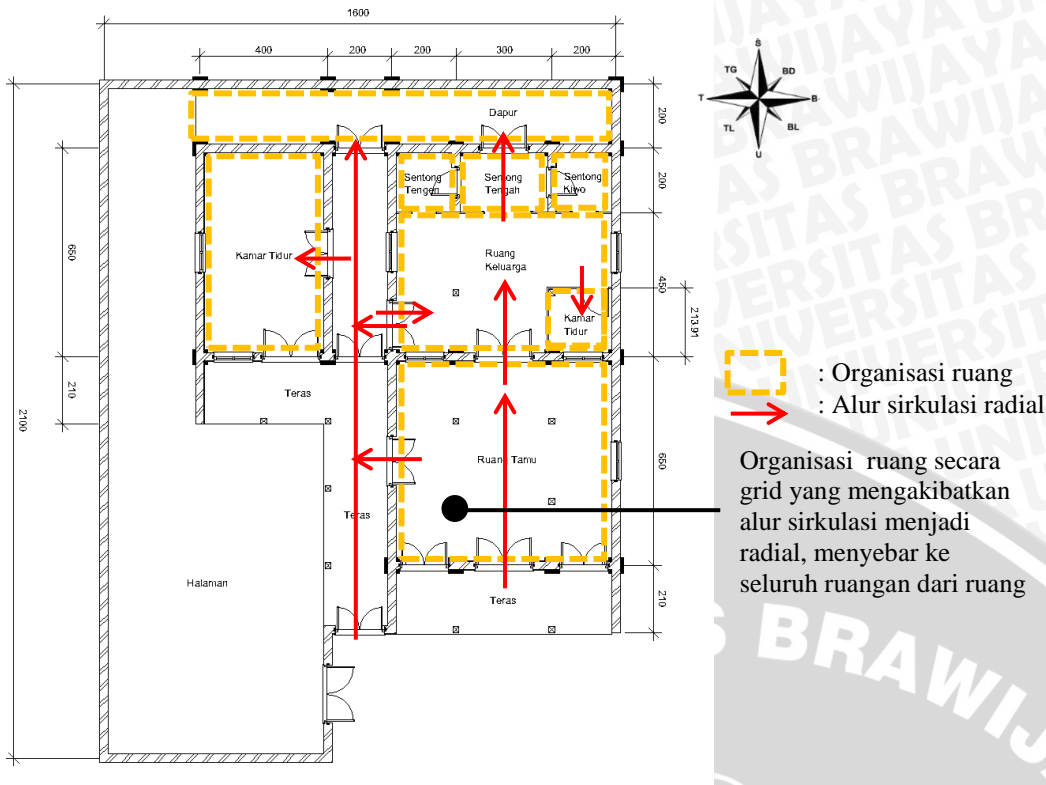 1600
400
200
200
300
200
S
TG
BD
T
B
TL
BL
U
Dapur
200
Sentong
Tengen
Sentong
Tengah
Sentong
Kiwo
200
650
Kamar Tidur
Ruang
Keluarga
450
Kamar
Tidur
213.91
: Organisasi ruang
: Alur sirkulasi radial
Teras
210
2100
Ruang Tamu
650
Organisasi ruang secara
grid yang mengakibatkan
alur sirkulasi menjadi
radial, menyebar ke
seluruh ruangan dari ruang
Teras
Halaman
Teras
210
S BRAWIJ